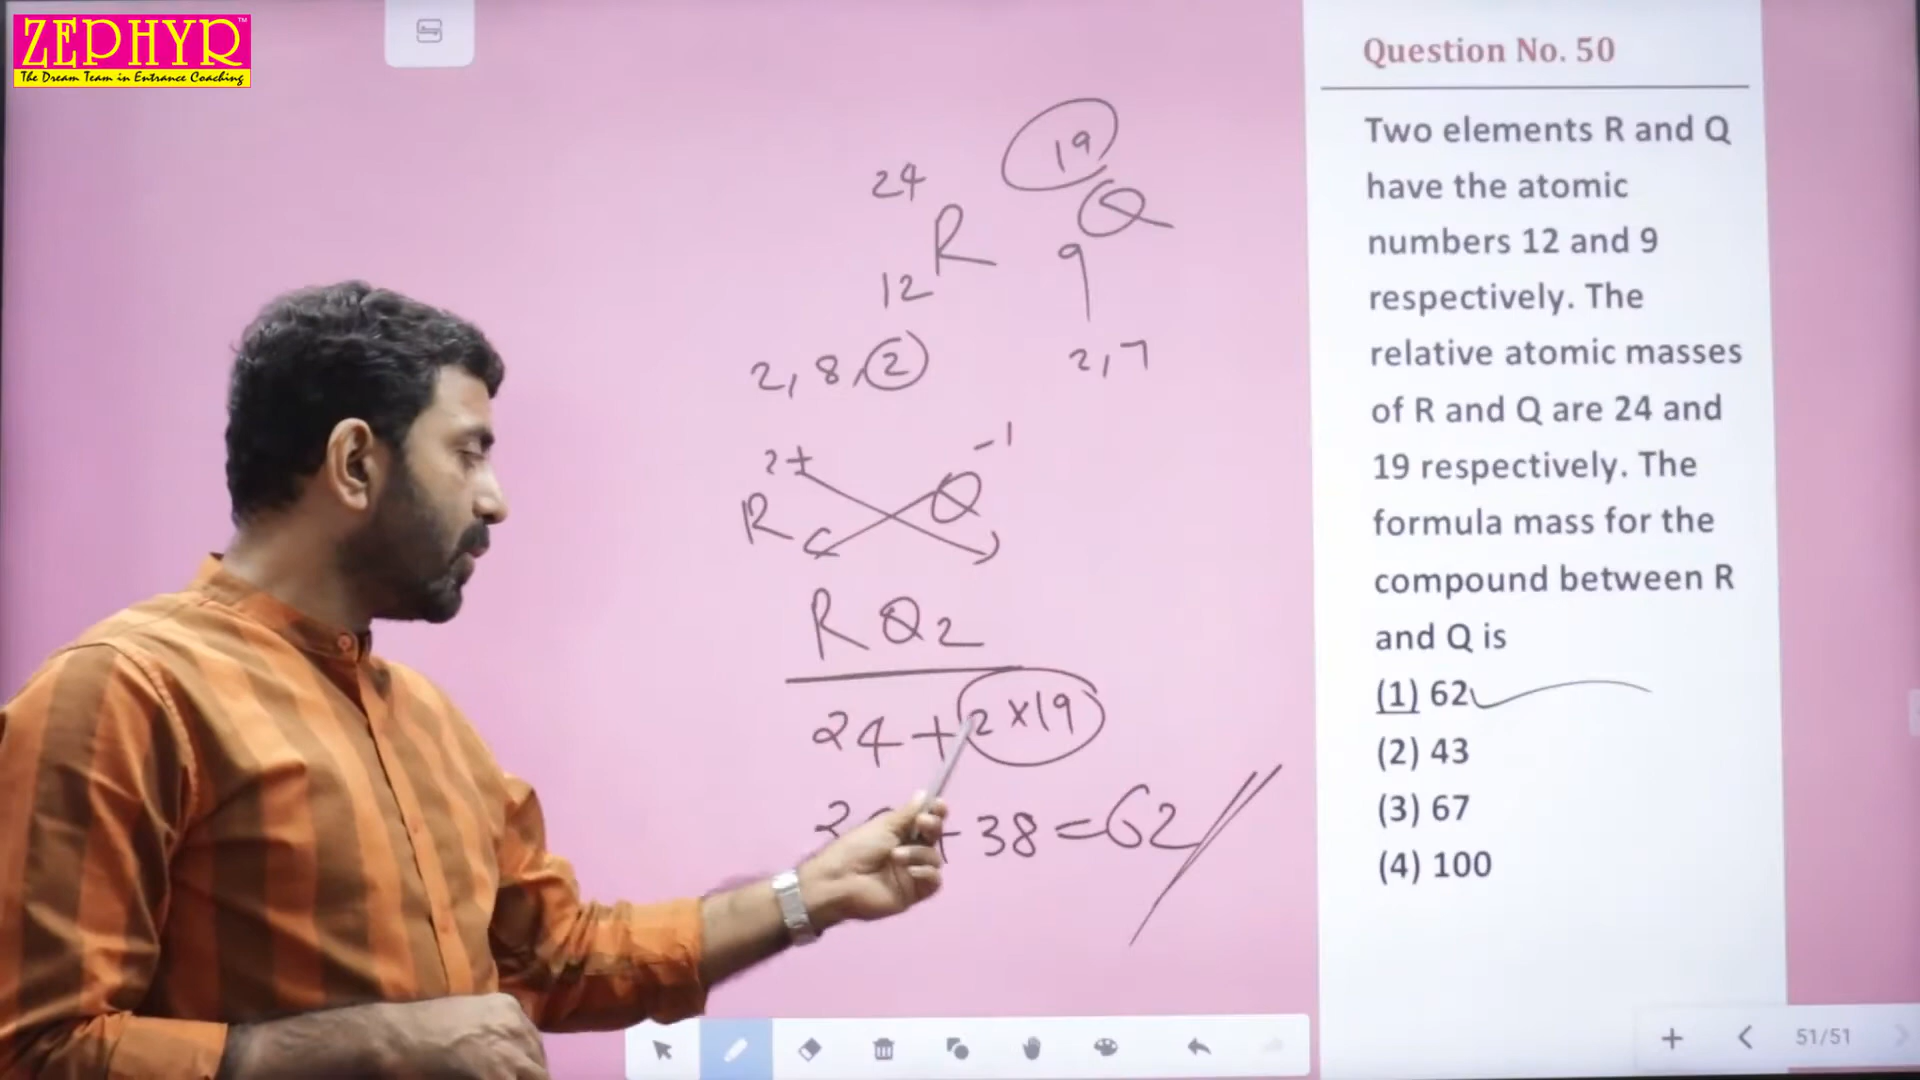 ZEPHYR™
The Dream Team in Entrance Coaching
24 R 12
19 Q 9
2, 8, 2
2, 7
R 2+ Q -1
RQ2
24 + 2 × 19
+ 38 = 62
Question No. 50
Two elements R and Q
have the atomic
numbers 12 and 9
respectively. The
relative atomic masses
of R and Q are 24 and
19 respectively. The
formula mass for the
compound between R
and Q is
(1) 62
(2) 43
(3) 67
(4) 100
51/51